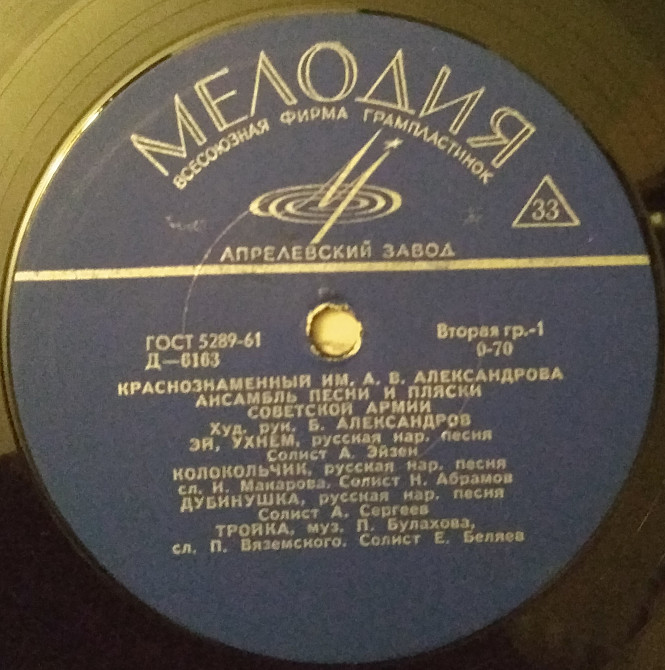 МЕЛОДИЯ
ВСЕСОЮЗНАЯ ФИРМА ГРАМПЛАСТИНОК
33
АПРЕЛЕВСКИЙ ЗАВОД
ГОСТ 5289-61
Д—6163
Вторая гр.-1
0-70
КРАСНОЗНАМЕННЫЙ ИМ. А. В. АЛЕКСАНДРОВА
АНСАМБЛЬ ПЕСНИ И ПЛЯСКИ
СОВЕТСКОЙ АРМИИ
Худ. рук. Б. АЛЕКСАНДРОВ
ЭЙ, УХНЕМ, русская нар. песня
Солист А. Эйзен
КОЛОКОЛЬЧИК, русская нар. песня
сл. И. Макарова. Солист Н. Абрамов
ДУБИНУШКА, русская нар. песня
Солист А. Сергеев
ТРОЙКА, муз. П. Булахова,
сл. П. Вяземского. Солист Е. Беляев